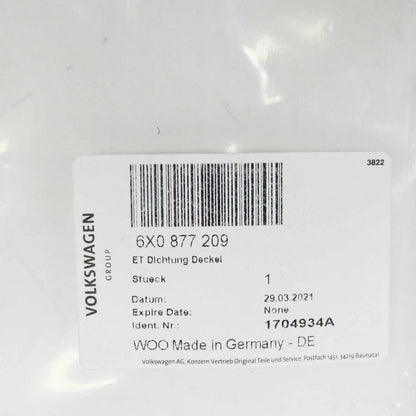 3822
VOLKSWAGEN
GROUP
6X0 877 209
ET Dichtung Deckel
Stueck 1
Datum: 29.03.2021
Expire Date: None
Ident. Nr.: 1704934A
WOO Made in Germany - DE
Volkswagen AG, Konzern Vertrieb Original Teile und Service, Postfach 1451, 34219 Baunatal